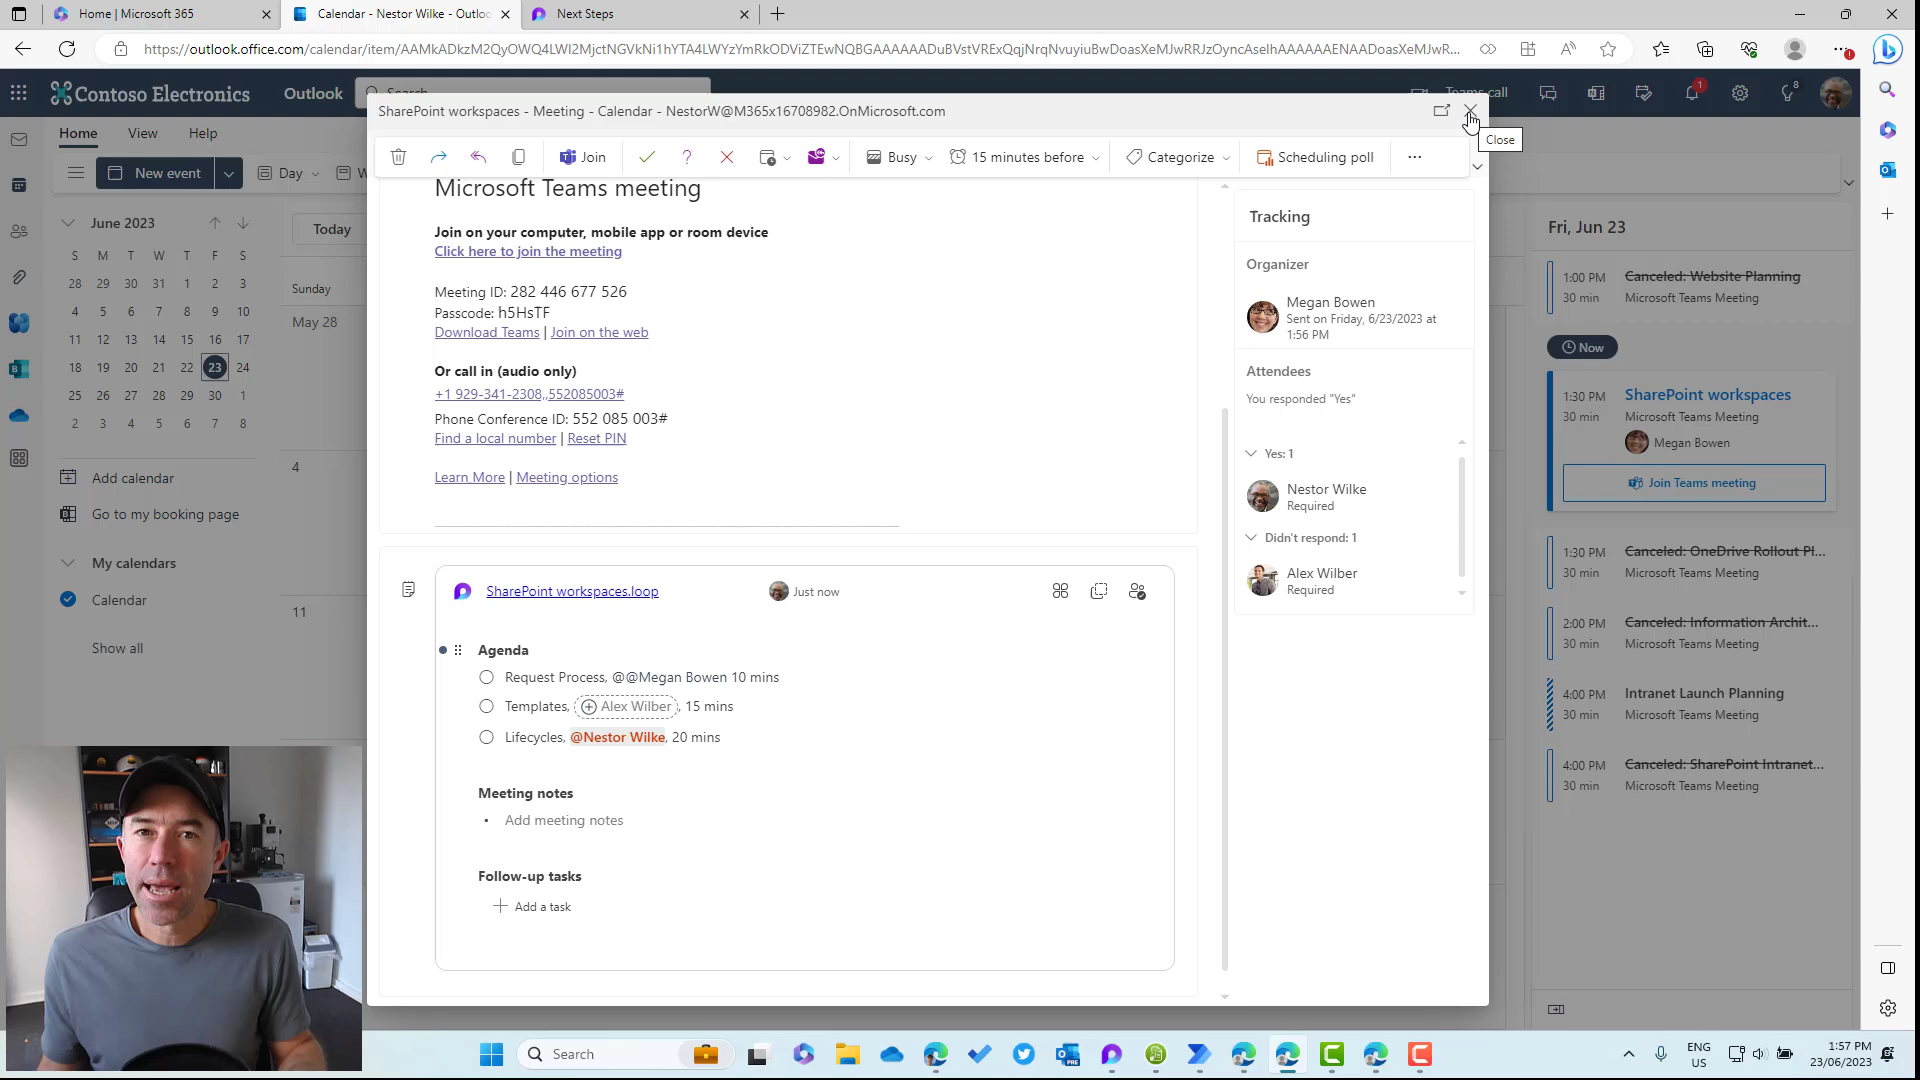 Home | Microsoft 365
Calendar - Nestor Wilke - Outlo
Next Steps
https://outlook.office.com/calendar/item/AAMkADkzM2QyOWQ4LWI2MjctNGVkNi1hYTA4LWYzYmRkODViZTEwNQBGAAAAAADuBVstVRExQqjNrqNvuyiuBwDoasXeMJwRRJzOyncAselhAAAAAAENAADoasXeMJwR...
Contoso Electronics
Outlook
Search
Teams call
1
8
SharePoint workspaces - Meeting - Calendar - NestorW@M365x16708982.OnMicrosoft.com
Close
Home
View
Help
New event
Day
W
Join
Busy
15 minutes before
Categorize
Scheduling poll
June 2023
S M T W T F S
28 29 30 31 1 2 3
4 5 6 7 8 9 10
11 12 13 14 15 16 17
18 19 20 21 22 23 24
25 26 27 28 29 30 1
2 3 4 5 6 7 8
Add calendar
Go to my booking page
My calendars
Calendar
Show all
Today
Sunday
May 28
4
11
Microsoft Teams meeting
Join on your computer, mobile app or room device
Click here to join the meeting
Meeting ID: 282 446 677 526
Passcode: h5HsTF
Download Teams | Join on the web
Or call in (audio only)
+1 929-341-2308,,552085003#
Phone Conference ID: 552 085 003#
Find a local number | Reset PIN
Learn More | Meeting options
SharePoint workspaces.loop
Just now
Agenda
Request Process, @@Megan Bowen 10 mins
Templates, Alex Wilber, 15 mins
Lifecycles, @Nestor Wilke, 20 mins
Meeting notes
Add meeting notes
Follow-up tasks
Add a task
Tracking
Organizer
Megan Bowen
Sent on Friday, 6/23/2023 at
1:56 PM
Attendees
You responded "Yes"
Yes: 1
Nestor Wilke
Required
Didn't respond: 1
Alex Wilber
Required
Fri, Jun 23
1:00 PM Canceled: Website Planning
30 min Microsoft Teams Meeting
Now
1:30 PM SharePoint workspaces
30 min Microsoft Teams Meeting
Megan Bowen
Join Teams meeting
1:30 PM Canceled: OneDrive Rollout Pl...
30 min Microsoft Teams Meeting
2:00 PM Canceled: Information Archit...
30 min Microsoft Teams Meeting
4:00 PM Intranet Launch Planning
30 min Microsoft Teams Meeting
4:00 PM Canceled: SharePoint Intranet...
30 min Microsoft Teams Meeting
Search
PRE
ENG
US
1:57 PM
23/06/2023